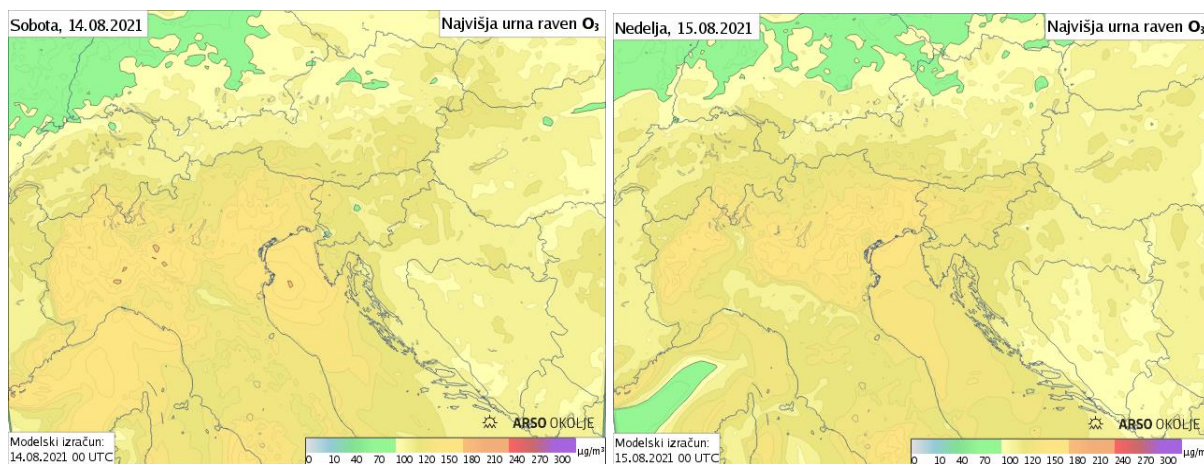 Sobota, 14.08.2021
Najvišja urna raven O₃
Modelski izračun:
14.08.2021 00 UTC
ARSO OKOLJE
0 10 40 70 100 120 150 180 210 240 270 300 µg/m³
Nedelja, 15.08.2021
Najvišja urna raven O₃
Modelski izračun:
15.08.2021 00 UTC
ARSO OKOLJE
0 10 40 70 100 120 150 180 210 240 270 300 µg/m³